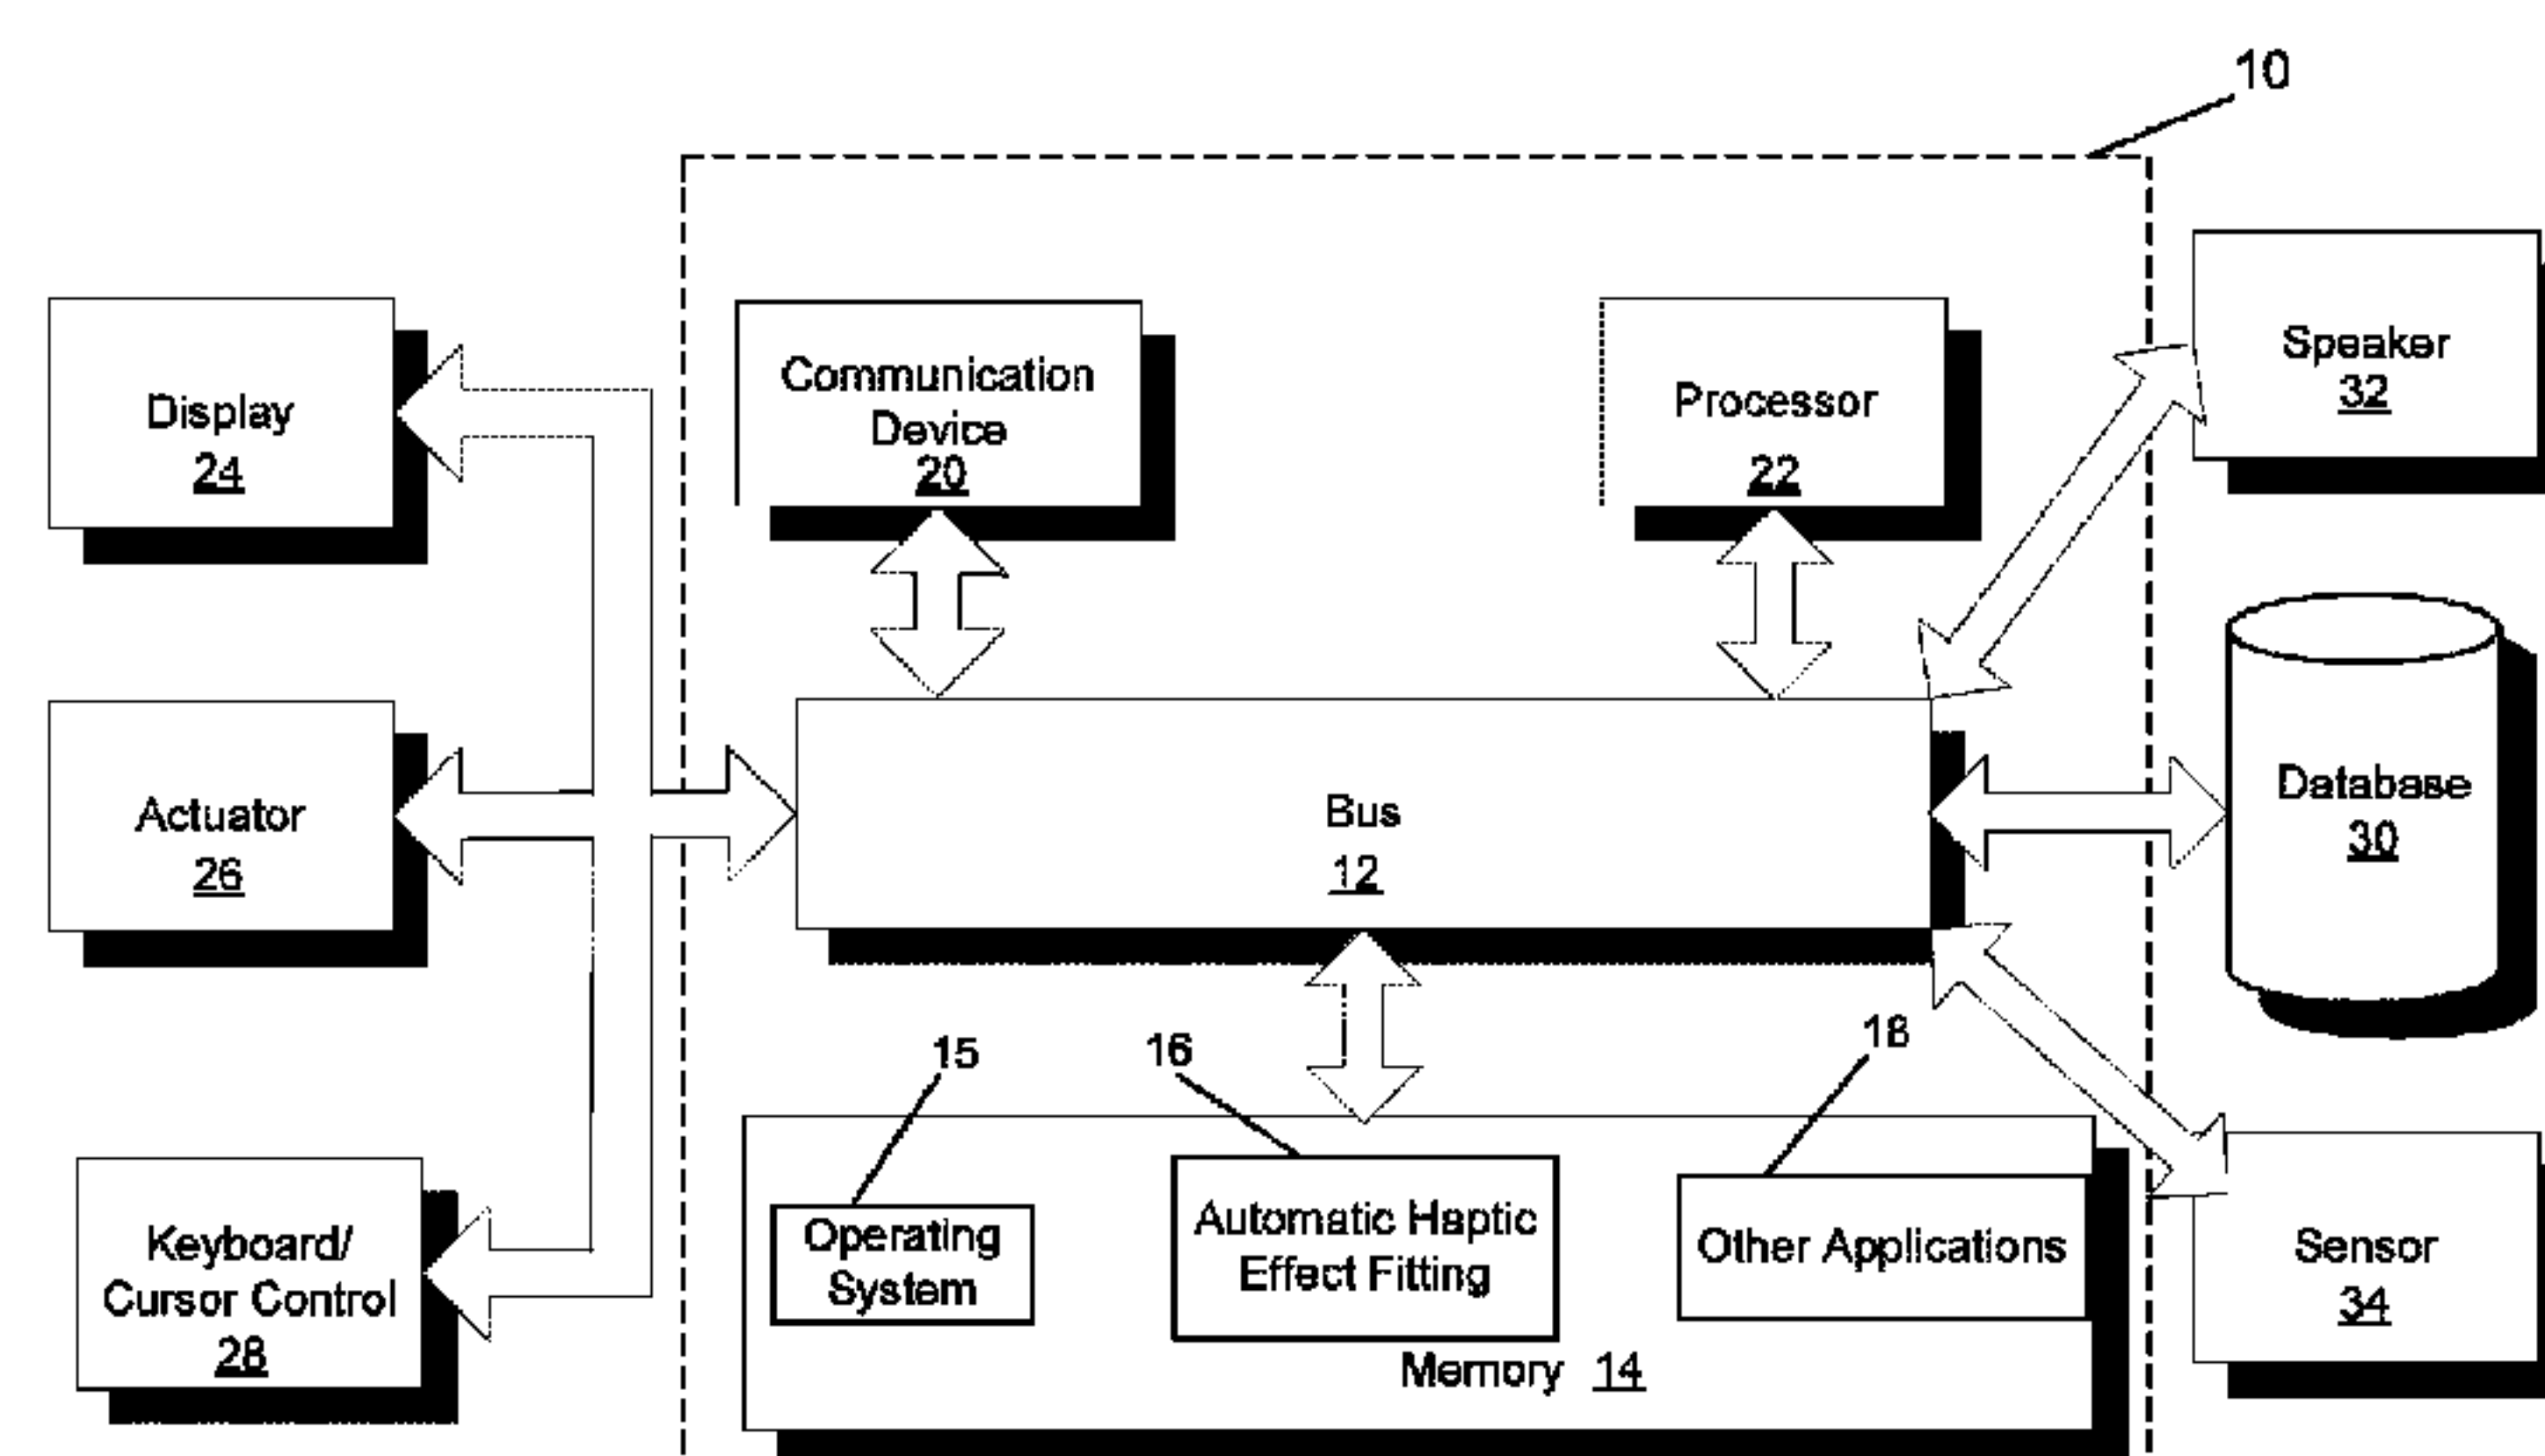 10
Speaker
32
Communication
Device
20
Processor
22
Display
24
Database
30
Bus
12
Actuator
26
15
16
18
Operating
System
Automatic Haptic
Effect Fitting
Other Applications
Memory 14
Keyboard/
Cursor Control
28
Sensor
34